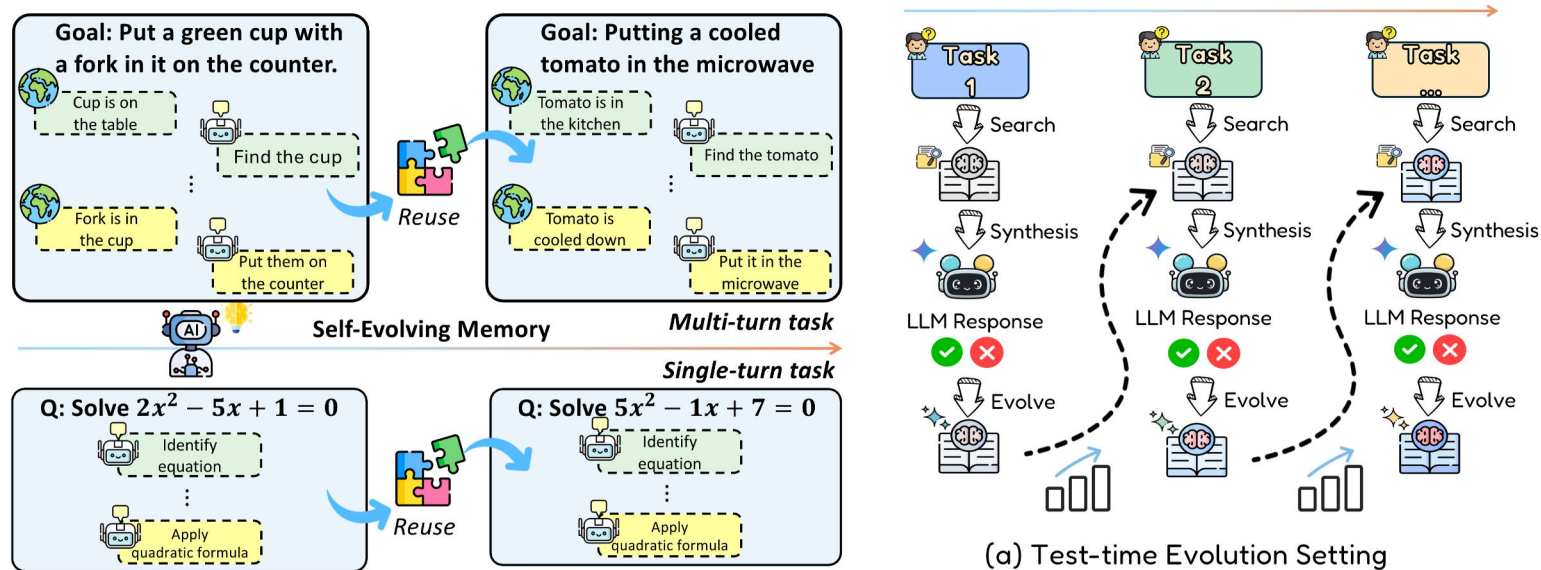 Goal: Put a green cup with
a fork in it on the counter.
Cup is on
the table
Find the cup
⋮
Fork is in
the cup
Put them on
the counter
Reuse
Goal: Putting a cooled
tomato in the microwave
Tomato is in
the kitchen
Find the tomato
⋮
Tomato is
cooled down
Put it in the
microwave
AI
Self-Evolving Memory
Multi-turn task
Single-turn task
Q: Solve 2x² − 5x + 1 = 0
Identify
equation
⋮
Apply
quadratic formula
Reuse
Q: Solve 5x² − 1x + 7 = 0
Identify
equation
⋮
Apply
quadratic formula
?
Task
1
Search
Synthesis
LLM Response
Evolve
?
Task
2
Search
Synthesis
LLM Response
Evolve
?
Task
...
Search
Synthesis
LLM Response
Evolve
(a) Test-time Evolution Setting